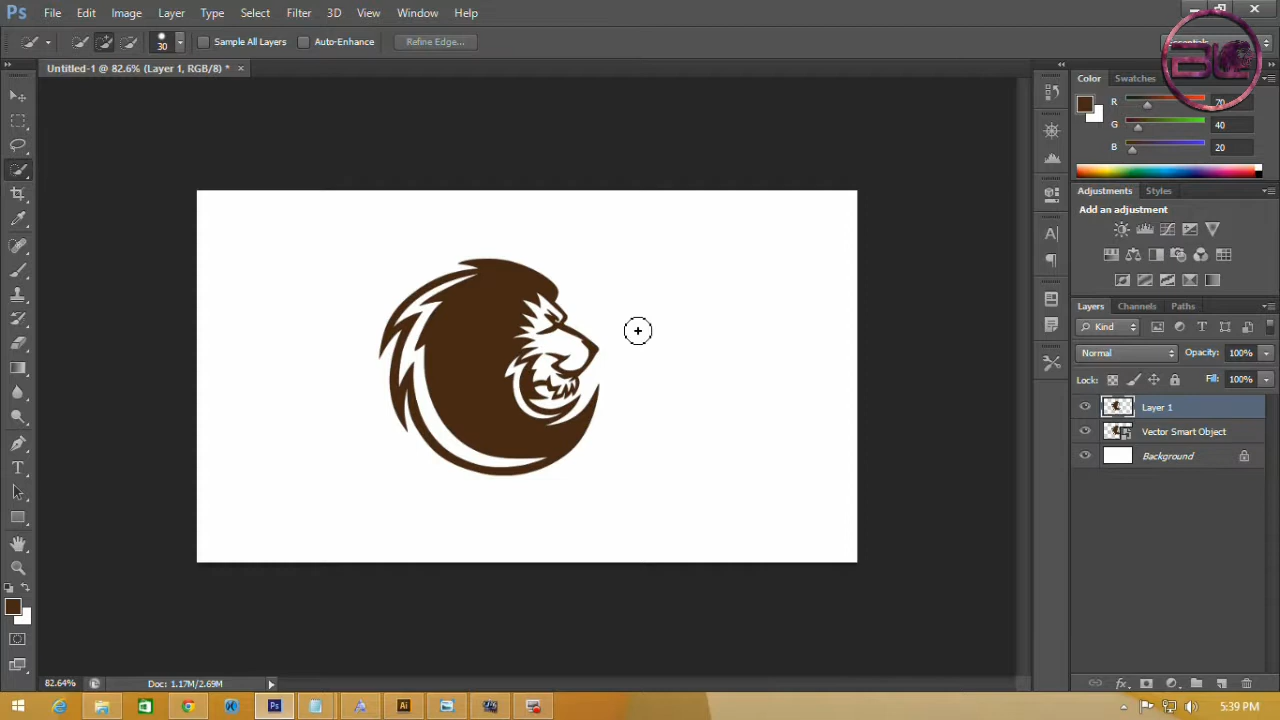 Ps File Edit Image Layer Type Select Filter 3D View Window Help
30 Sample All Layers Auto-Enhance Refine Edge...
Essentials
Untitled-1 @ 82.6% (Layer 1, RGB/8) * ×
Color Swatches
R 70
G 40
B 20
Adjustments Styles
Add an adjustment
Layers Channels Paths
Kind
Normal Opacity: 100%
Lock: Fill: 100%
Layer 1
Vector Smart Object
Background
82.64% Doc: 1.17M/2.69M
5:39 PM